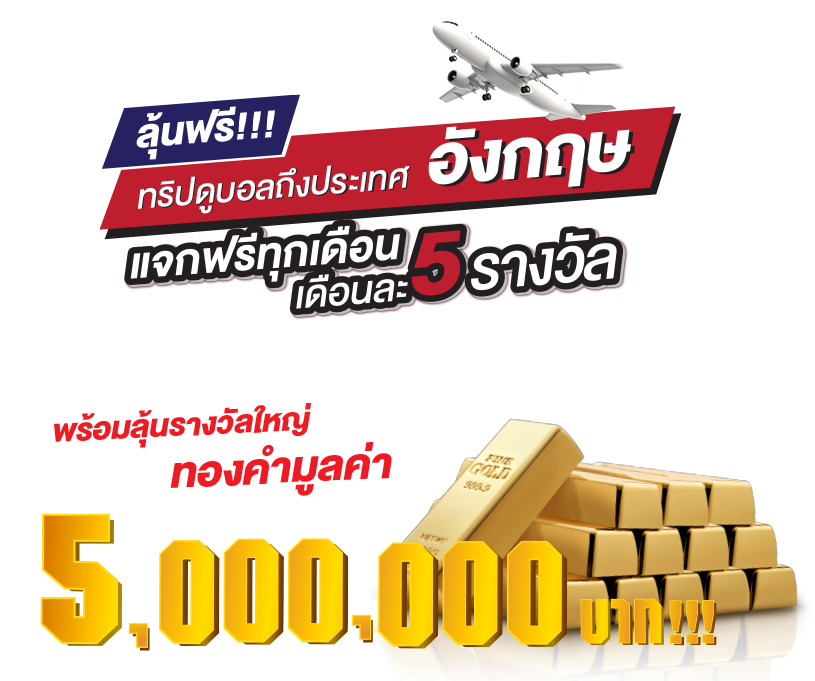 ลุ้นฟรี!!!
ทริปดูบอลถึงประเทศ อังกฤษ
แจกฟรีทุกเดือน
เดือนละ 5 รางวัล
พร้อมลุ้นรางวัลใหญ่
ทองคำมูลค่า
FINE
GOLD
999.9
5,000,000 บาท!!!